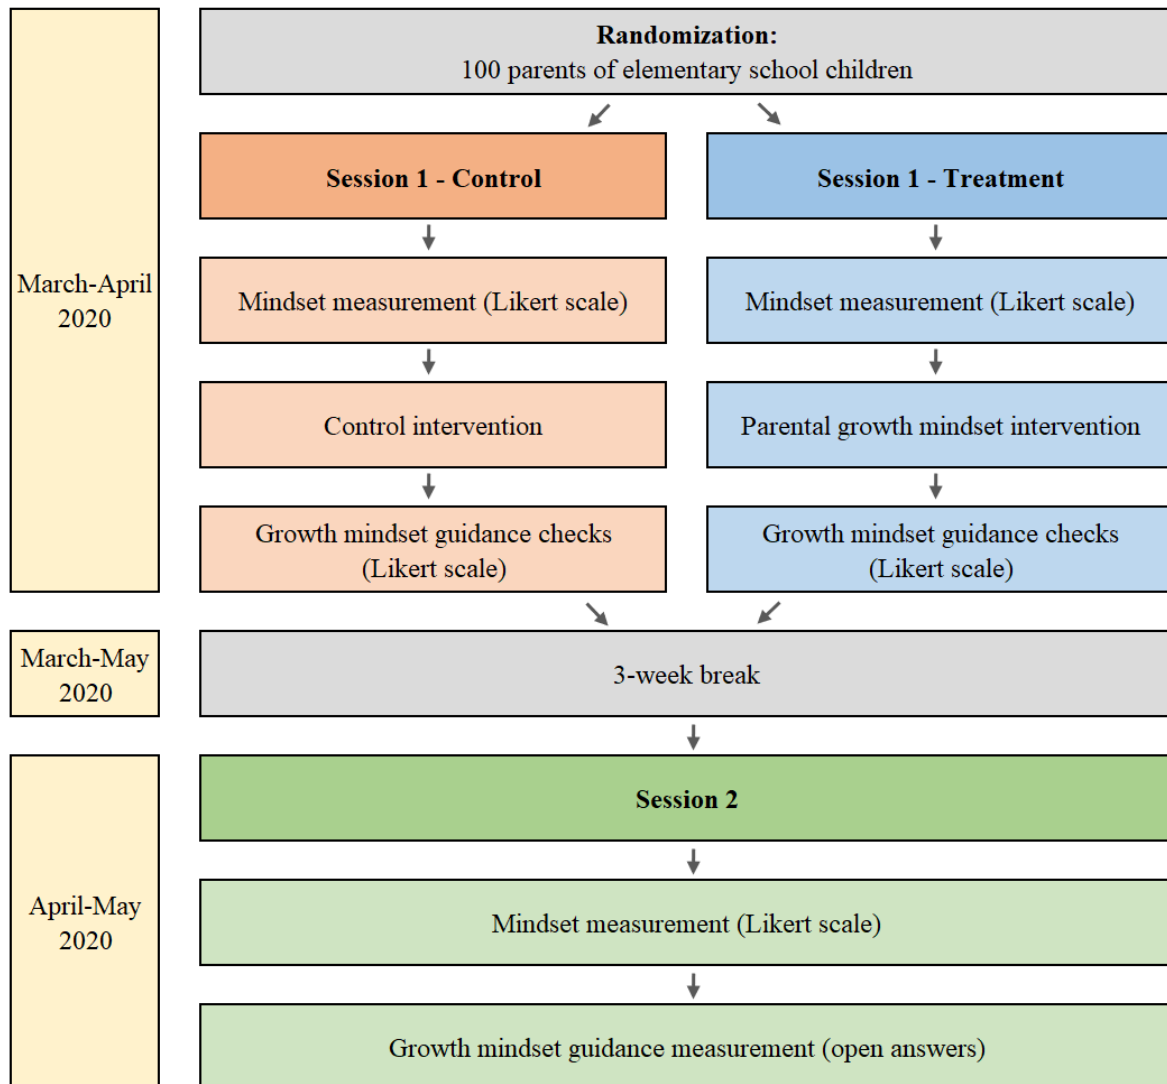 Randomization:
100 parents of elementary school children
March-April
2020
Session 1 - Control
Session 1 - Treatment
Mindset measurement (Likert scale)
Mindset measurement (Likert scale)
Control intervention
Parental growth mindset intervention
Growth mindset guidance checks
(Likert scale)
Growth mindset guidance checks
(Likert scale)
March-May
2020
3-week break
April-May
2020
Session 2
Mindset measurement (Likert scale)
Growth mindset guidance measurement (open answers)